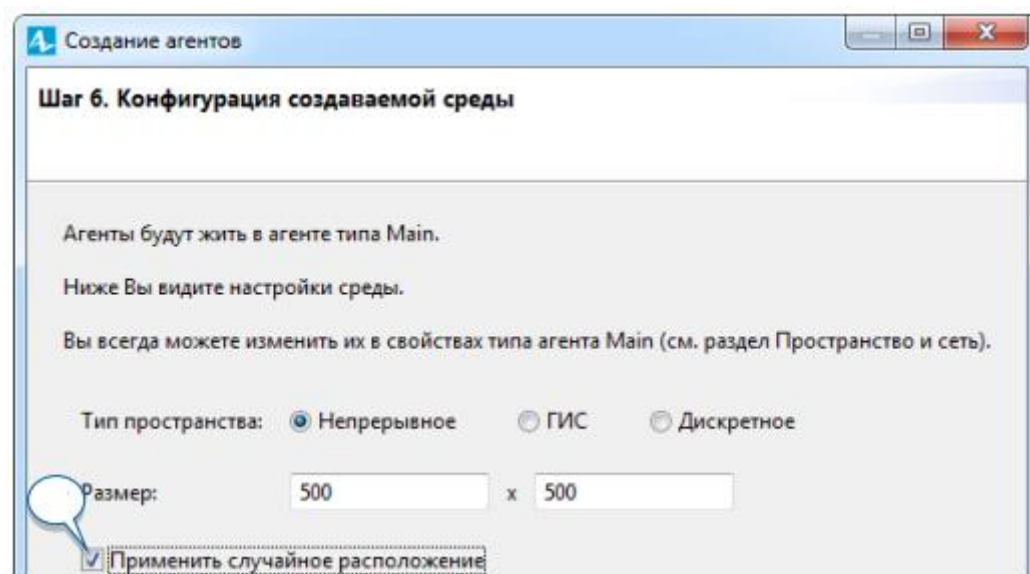 Создание агентов
Шаг 6. Конфигурация создаваемой среды
Агенты будут жить в агенте типа Main.
Ниже Вы видите настройки среды.
Вы всегда можете изменить их в свойствах типа агента Main (см. раздел Пространство и сеть).
Тип пространства: Непрерывное ГИС Дискретное
Размер: 500 x 500
Применить случайное расположение